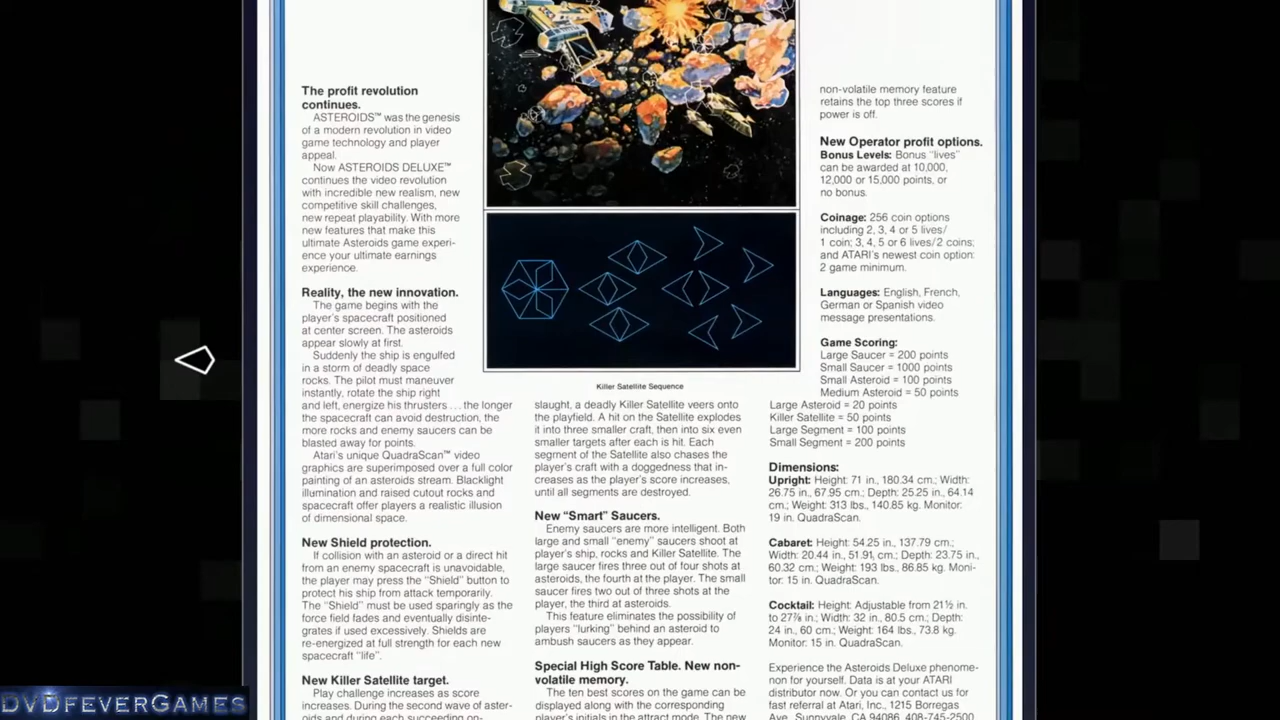 The profit revolution
continues.
ASTEROIDS™ was the genesis
of a modern revolution in video
game technology and player
appeal.
Now ASTEROIDS DELUXE™
continues the video revolution
with incredible new realism, new
competitive skill challenges,
new repeat playability. With more
new features that make this
ultimate Asteroids game experi-
ence your ultimate earnings
experience.
Reality, the new innovation.
The game begins with the
player's spacecraft positioned
at center screen. The asteroids
appear slowly at first.
Suddenly the ship is engulfed
in a storm of deadly space
rocks. The pilot must maneuver
instantly, rotate the ship right
and left, energize his thrusters . . . the longer
the spacecraft can avoid destruction, the
more rocks and enemy saucers can be
blasted away for points.
Atari's unique QuadraScan™ video
graphics are superimposed over a full color
painting of an asteroids stream. Blacklight
illumination and raised cutout rocks and
spacecraft offer players a realistic illusion
of dimensional space.
New Shield protection.
If collision with an asteroid or a direct hit
from an enemy spacecraft is unavoidable,
the player may press the "Shield" button to
protect his ship from attack temporarily.
The "Shield" must be used sparingly as the
force field fades and eventually disinte-
grates if used excessively. Shields are
re-energized at full strength for each new
spacecraft "life".
New Killer Satellite target.
Play challenge increases as score
increases. During the second wave of aster-
oids and during each succeeding on-
Killer Satellite Sequence
slaught, a deadly Killer Satellite veers onto
the playfield. A hit on the Satellite explodes
it into three smaller craft, then into six even
smaller targets after each is hit. Each
segment of the Satellite also chases the
player's craft with a doggedness that in-
creases as the player's score increases,
until all segments are destroyed.
New "Smart" Saucers.
Enemy saucers are more intelligent. Both
large and small "enemy" saucers shoot at
player's ship, rocks and Killer Satellite. The
large saucer fires three out of four shots at
asteroids, the fourth at the player. The small
saucer fires two out of three shots at the
player, the third at asteroids.
This feature eliminates the possibility of
players "lurking" behind an asteroid to
ambush saucers as they appear.
Special High Score Table. New non-
volatile memory.
The ten best scores on the game can be
displayed along with the corresponding
player's initials in the attract mode. The new
non-volatile memory feature
retains the top three scores if
power is off.
New Operator profit options.
Bonus Levels: Bonus "lives"
can be awarded at 10,000,
12,000 or 15,000 points, or
no bonus.
Coinage: 256 coin options
including 2, 3, 4 or 5 lives/
1 coin; 3, 4, 5 or 6 lives/2 coins;
and ATARI's newest coin option:
2 game minimum.
Languages: English, French,
German or Spanish video
message presentations.
Game Scoring:
Large Saucer = 200 points
Small Saucer = 1000 points
Small Asteroid = 100 points
Medium Asteroid = 50 points
Large Asteroid = 20 points
Killer Satellite = 50 points
Large Segment = 100 points
Small Segment = 200 points
Dimensions:
Upright: Height: 71 in., 180.34 cm.; Width:
26.75 in., 67.95 cm.; Depth: 25.25 in., 64.14
cm.; Weight: 313 lbs., 140.85 kg. Monitor:
19 in. QuadraScan.
Cabaret: Height: 54.25 in., 137.79 cm.;
Width: 20.44 in., 51.91, cm.; Depth: 23.75 in.,
60.32 cm.; Weight: 193 lbs., 86.85 kg. Moni-
tor: 15 in. QuadraScan.
Cocktail: Height: Adjustable from 21½ in.
to 27⅞ in.; Width: 32 in., 80.5 cm.; Depth:
24 in., 60 cm.; Weight: 164 lbs., 73.8 kg.
Monitor: 15 in. QuadraScan.
Experience the Asteroids Deluxe phenome-
non for yourself. Data is at your ATARI
distributor now. Or you can contact us for
fast referral at Atari, Inc., 1215 Borregas
Ave., Sunnyvale, CA 94086, 408-745-2500
DVDfeverGames